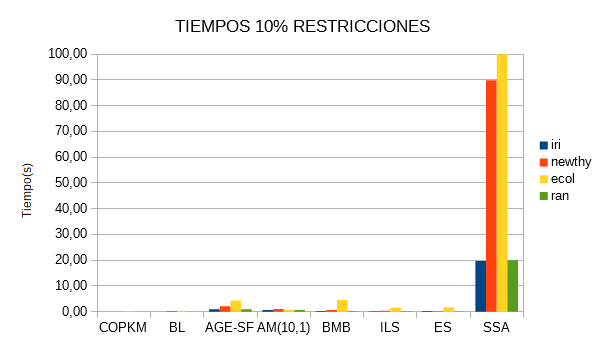 TIEMPOS 10% RESTRICCIONES
100,00
90,00
80,00
70,00
60,00
50,00
40,00
30,00
20,00
10,00
0,00
Tiempo(s)
COPKM BL AGE-SF AM(10,1) BMB ILS ES SSA
iri
newthy
ecol
ran